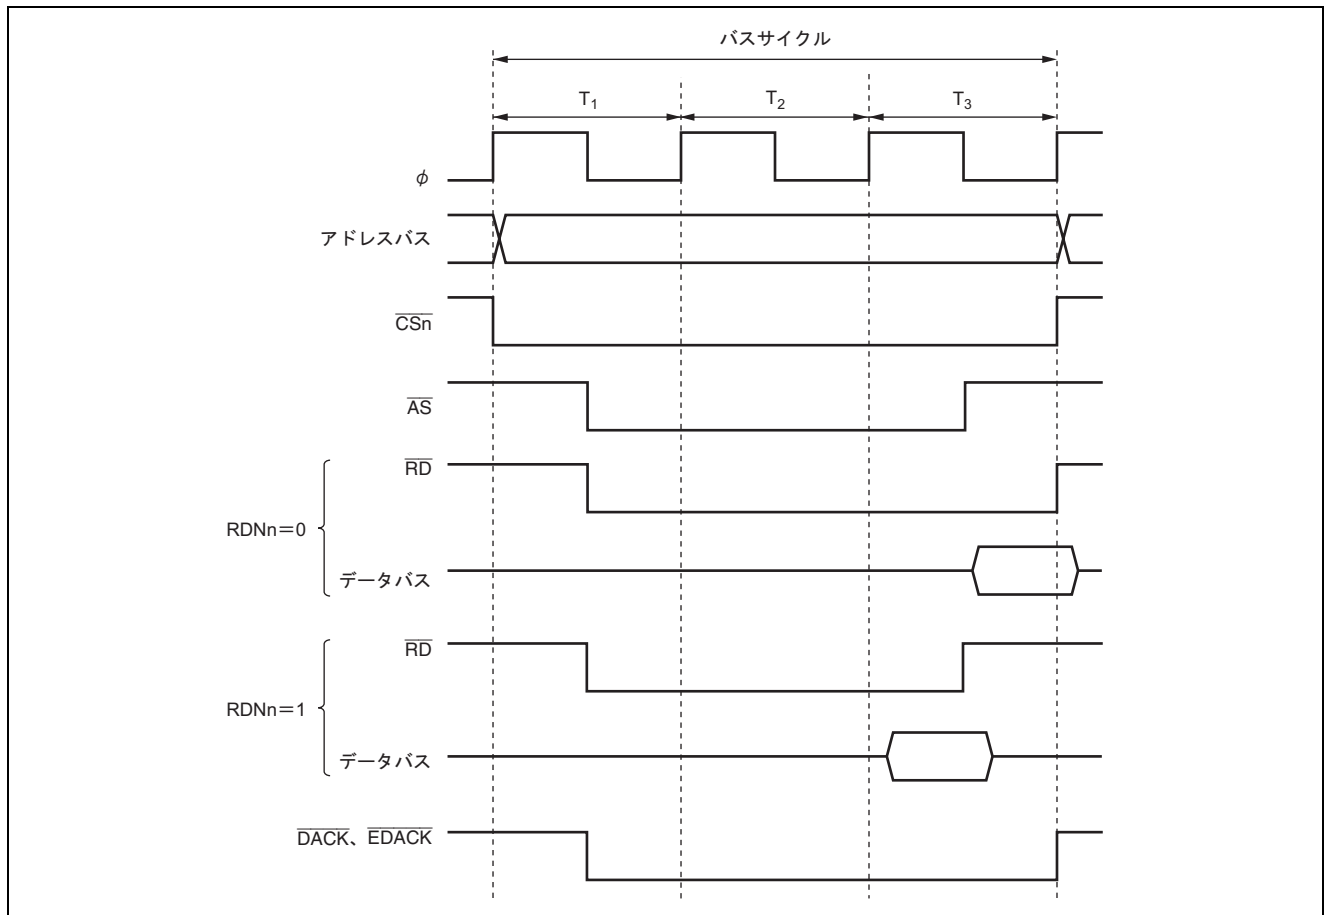 バスサイクル
T₁ T₂ T₃
φ
アドレスバス
CSn
AS
RD
RDNn＝0
データバス
RD
RDNn＝1
データバス
DACK、EDACK